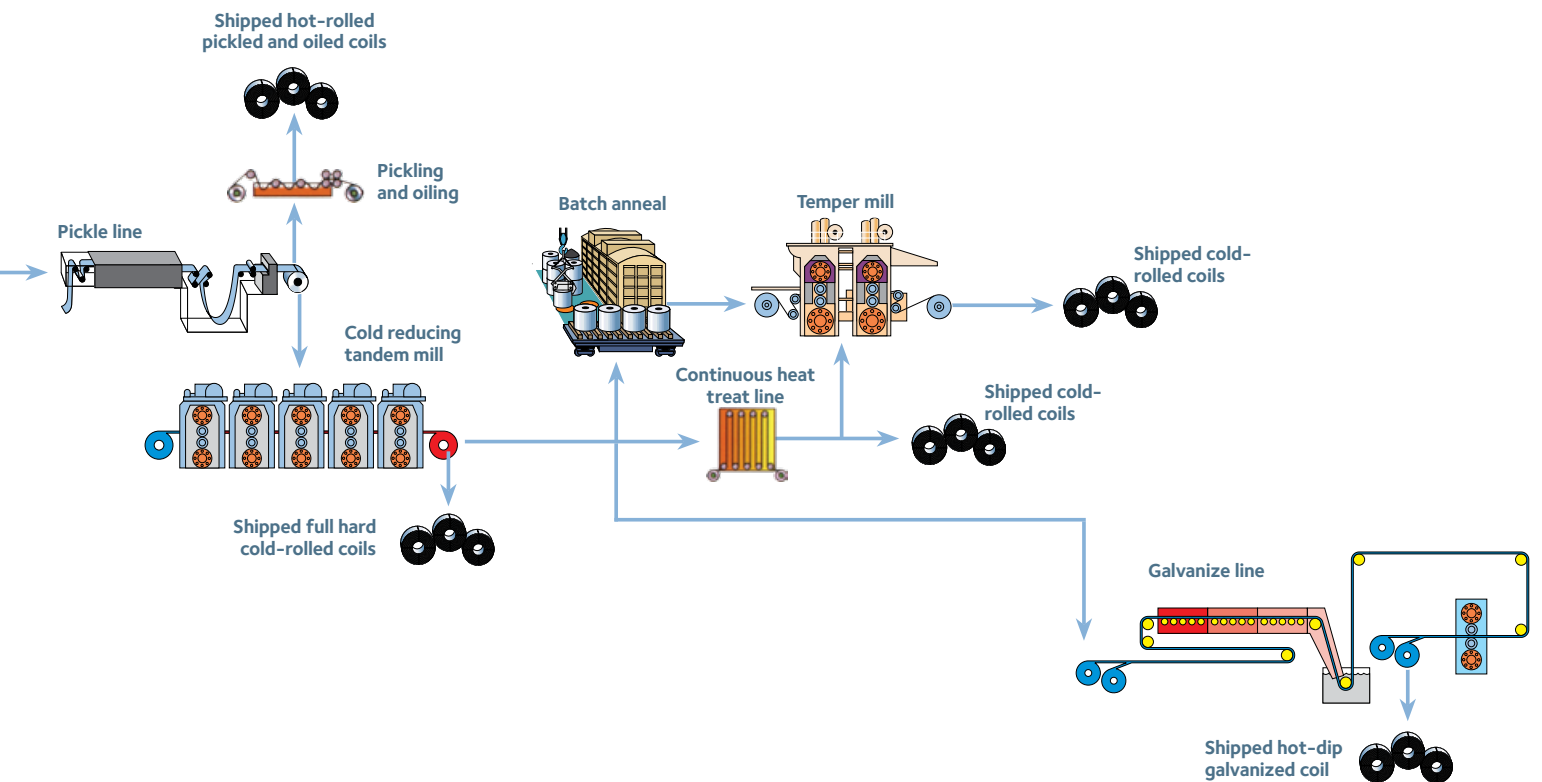 Shipped hot-rolled
pickled and oiled coils
Pickling
and oiling
Pickle line
Cold reducing
tandem mill
Shipped full hard
cold-rolled coils
Batch anneal
Temper mill
Shipped cold-
rolled coils
Continuous heat
treat line
Shipped cold-
rolled coils
Galvanize line
Shipped hot-dip
galvanized coil